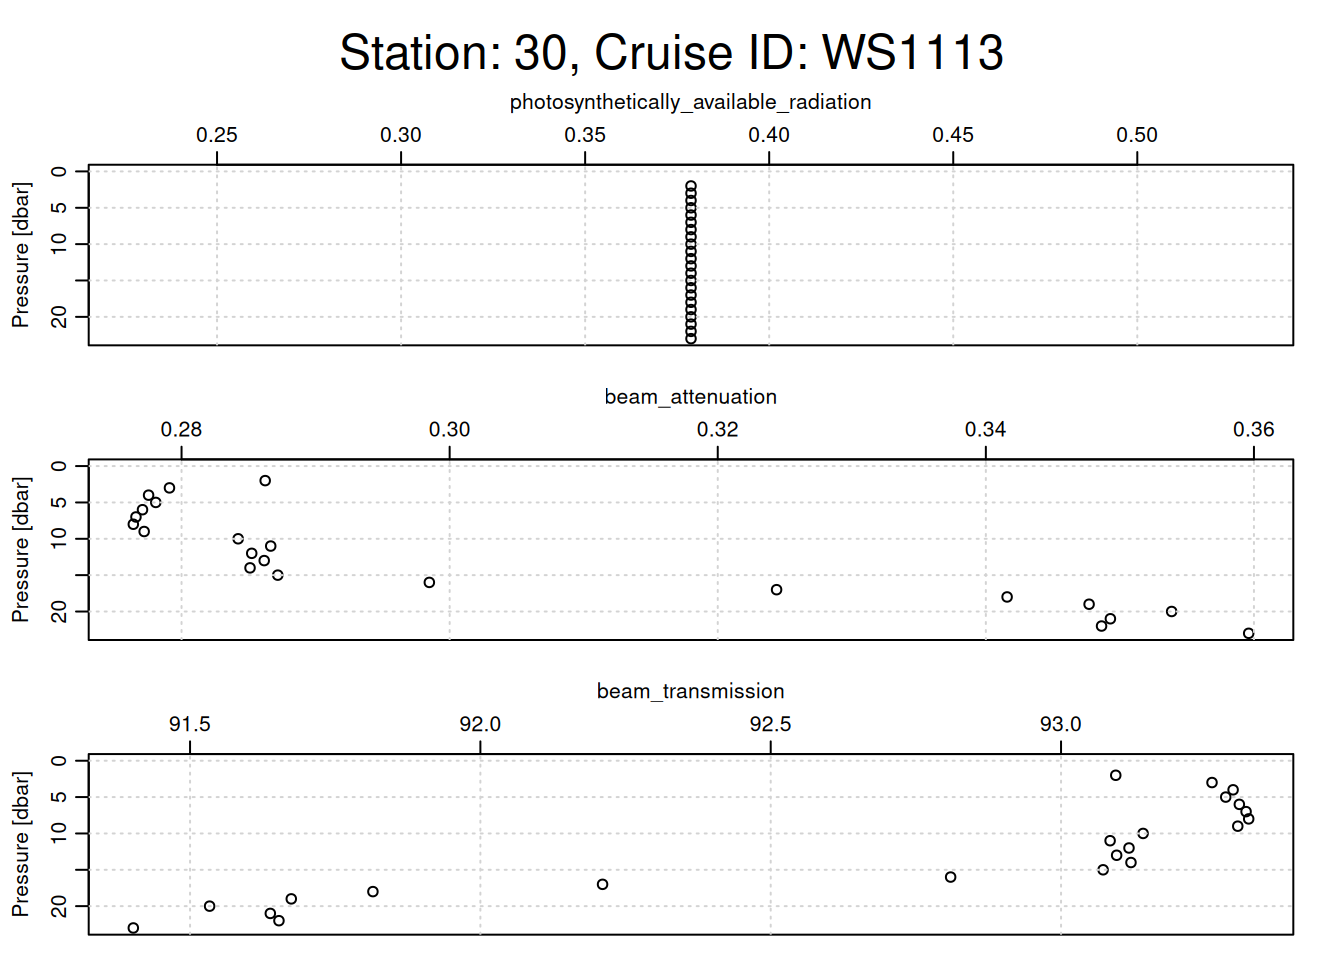 Station: 30, Cruise ID: WS1113
photosynthetically_available_radiation
0.25 0.30 0.35 0.40 0.45 0.50
Pressure [dbar]
0
5
10
20
beam_attenuation
0.28 0.30 0.32 0.34 0.36
Pressure [dbar]
0
5
10
20
beam_transmission
91.5 92.0 92.5 93.0
Pressure [dbar]
0
5
10
20